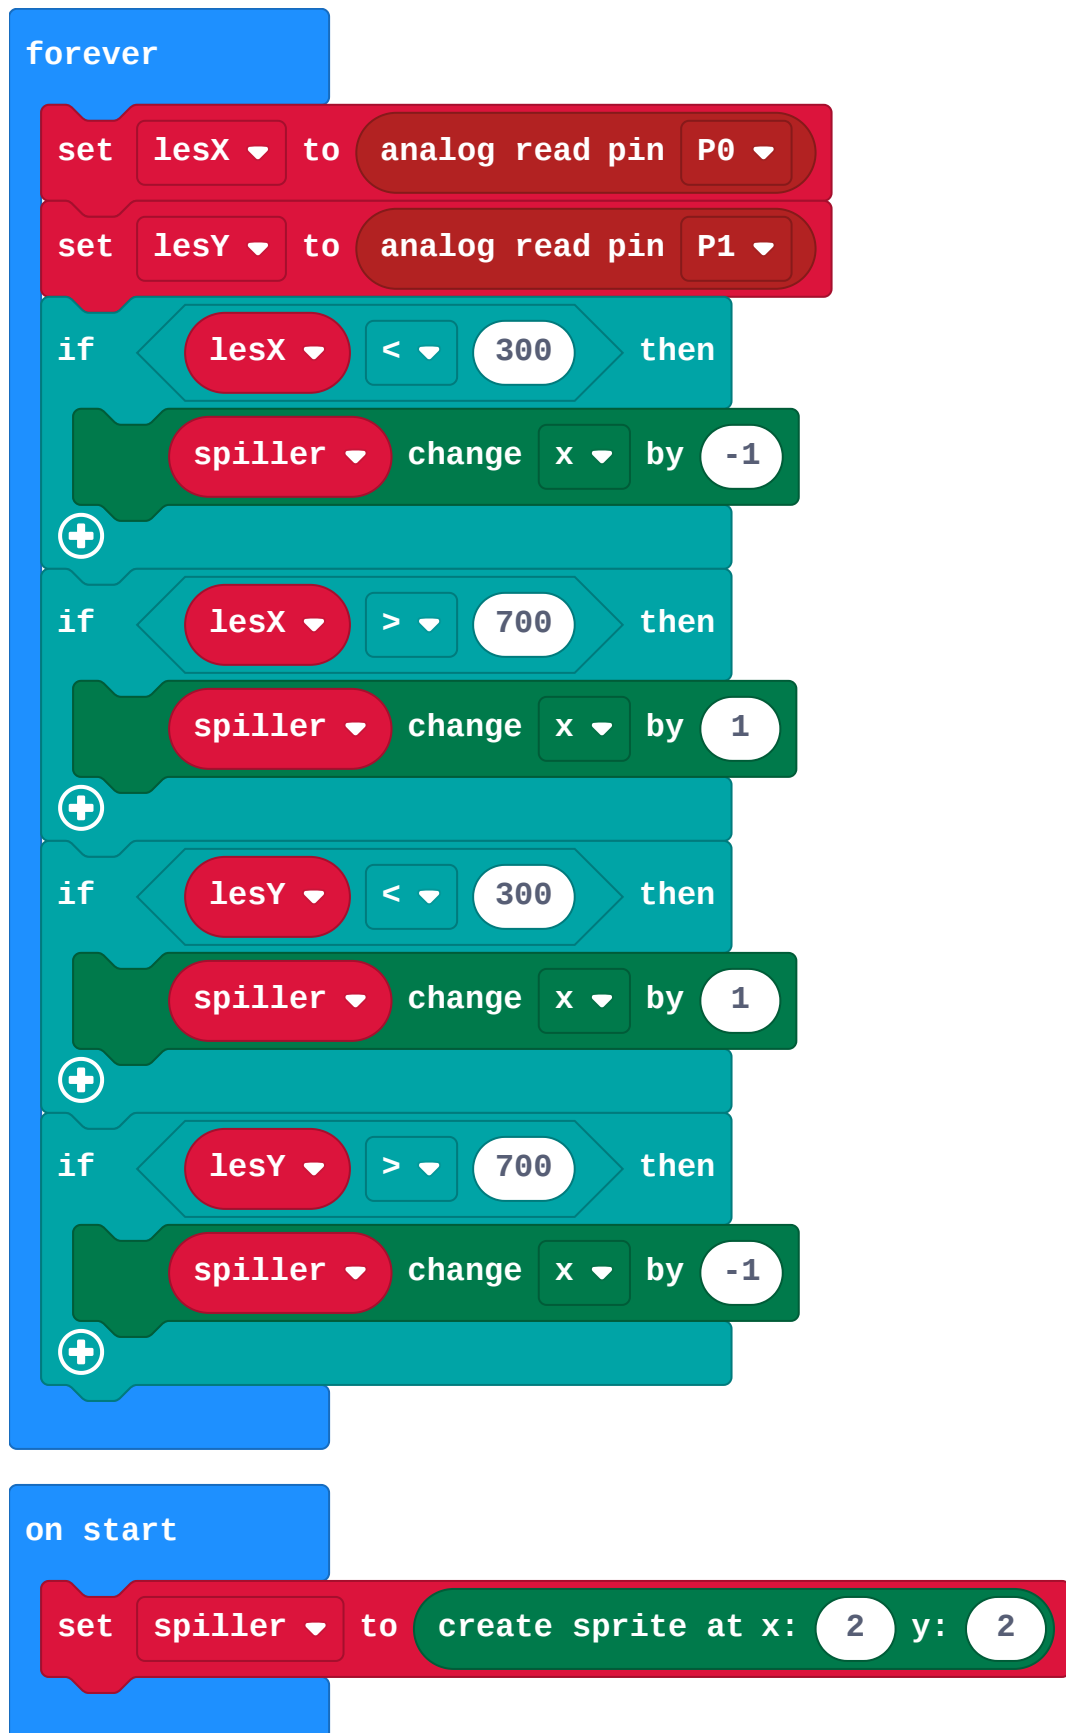 forever
set lesX to analog read pin P0
set lesY to analog read pin P1
if lesX < 300 then
spiller change x by -1
if lesX > 700 then
spiller change x by 1
if lesY < 300 then
spiller change x by 1
if lesY > 700 then
spiller change x by -1
on start
set spiller to create sprite at x: 2 y: 2